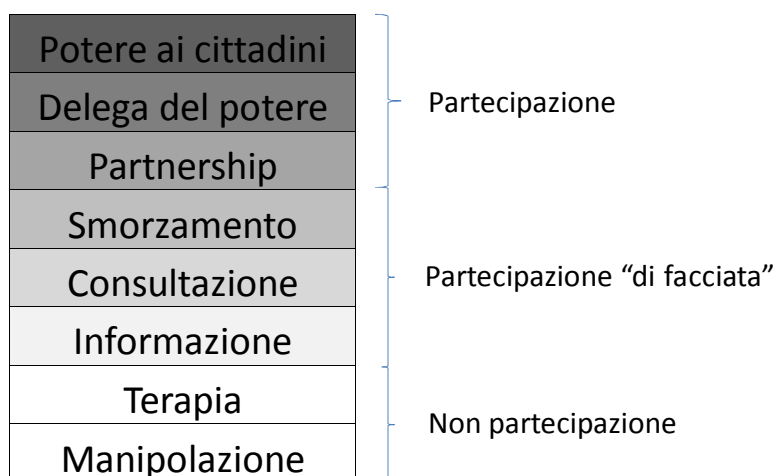 Potere ai cittadini
Delega del potere
Partnership
Smorzamento
Consultazione
Informazione
Terapia
Manipolazione
Partecipazione
Partecipazione “di facciata”
Non partecipazione